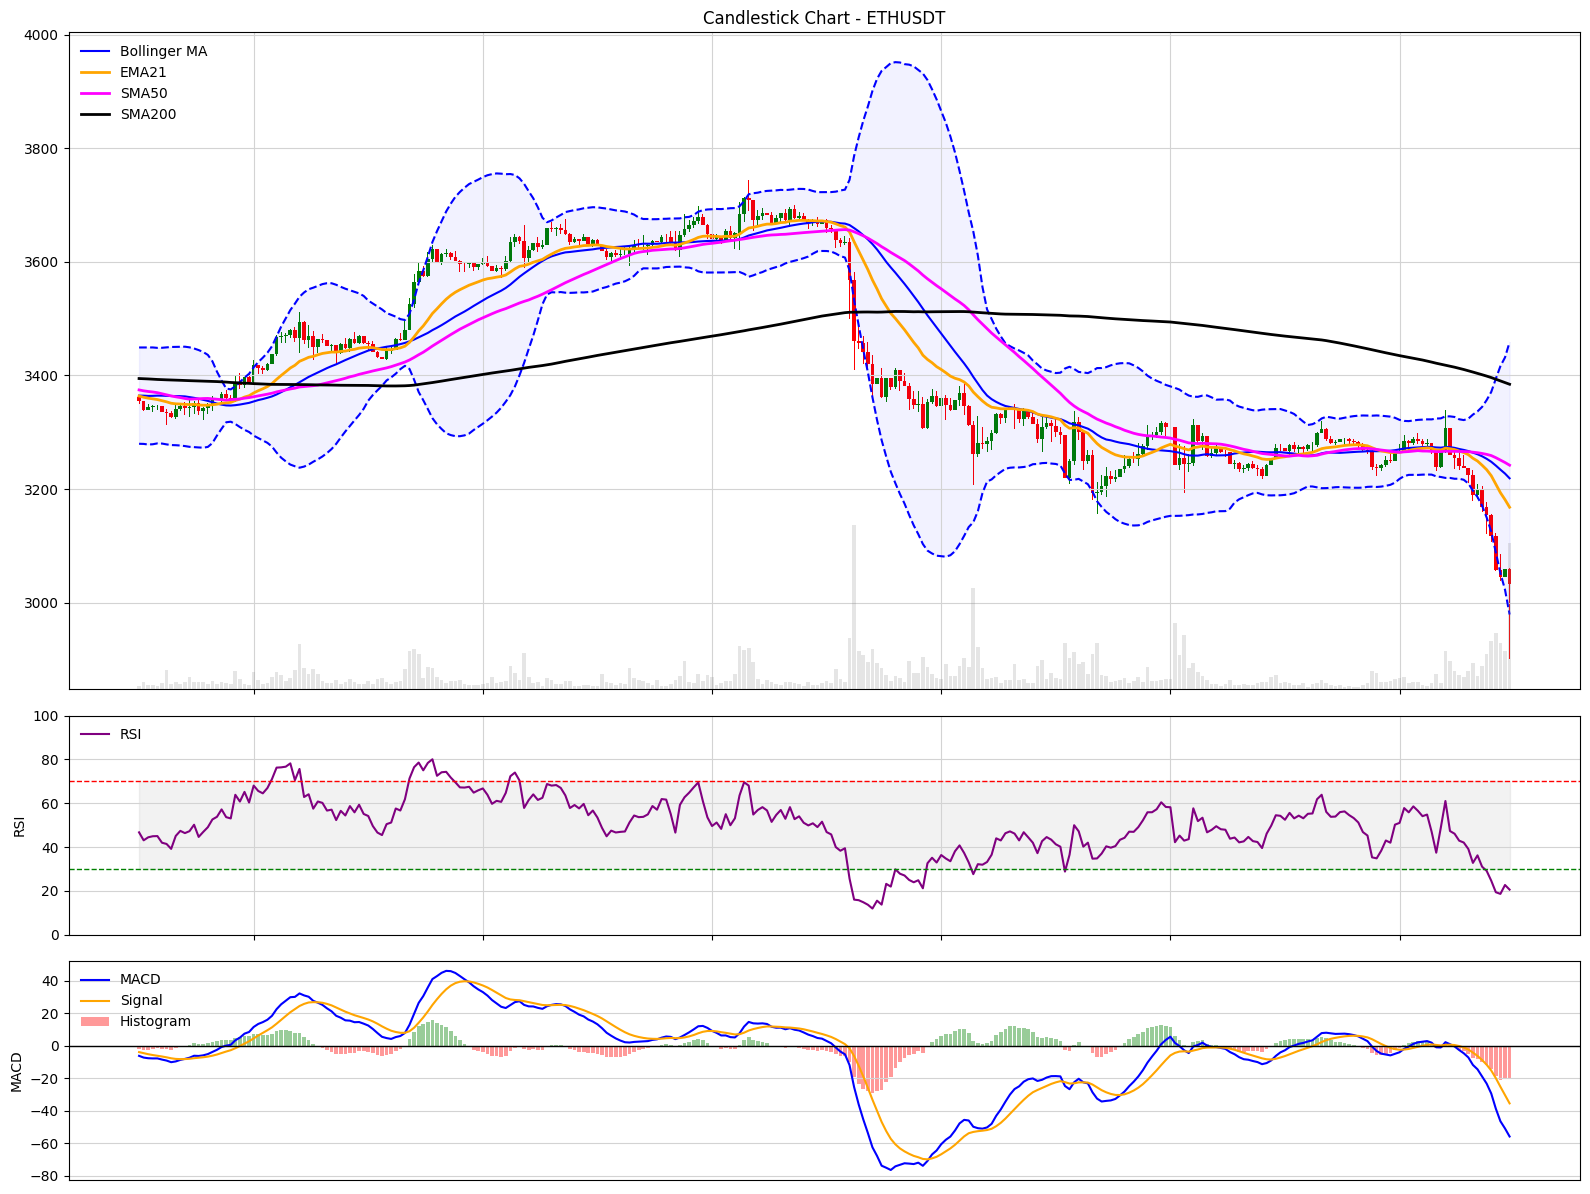 Candlestick Chart - ETHUSDT
4000
3800
3600
3400
3200
3000
Bollinger MA
EMA21
SMA50
SMA200
100
80
60
40
20
0
RSI
RSI
40
20
0
−20
−40
−60
−80
MACD
MACD
Signal
Histogram